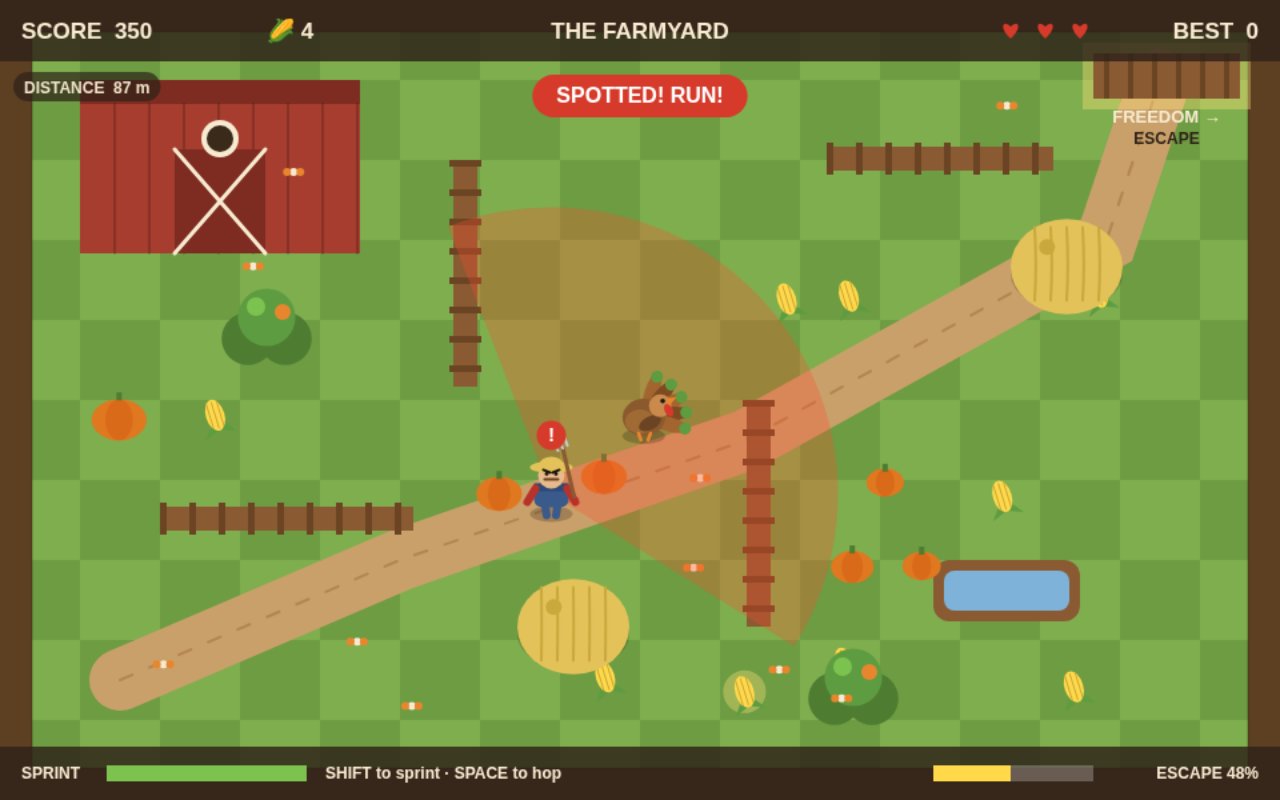 SCORE 350
🌽 4
THE FARMYARD
BEST 0
DISTANCE 87 m
SPOTTED! RUN!
FREEDOM →
ESCAPE
!
SPRINT
SHIFT to sprint · SPACE to hop
ESCAPE 48%